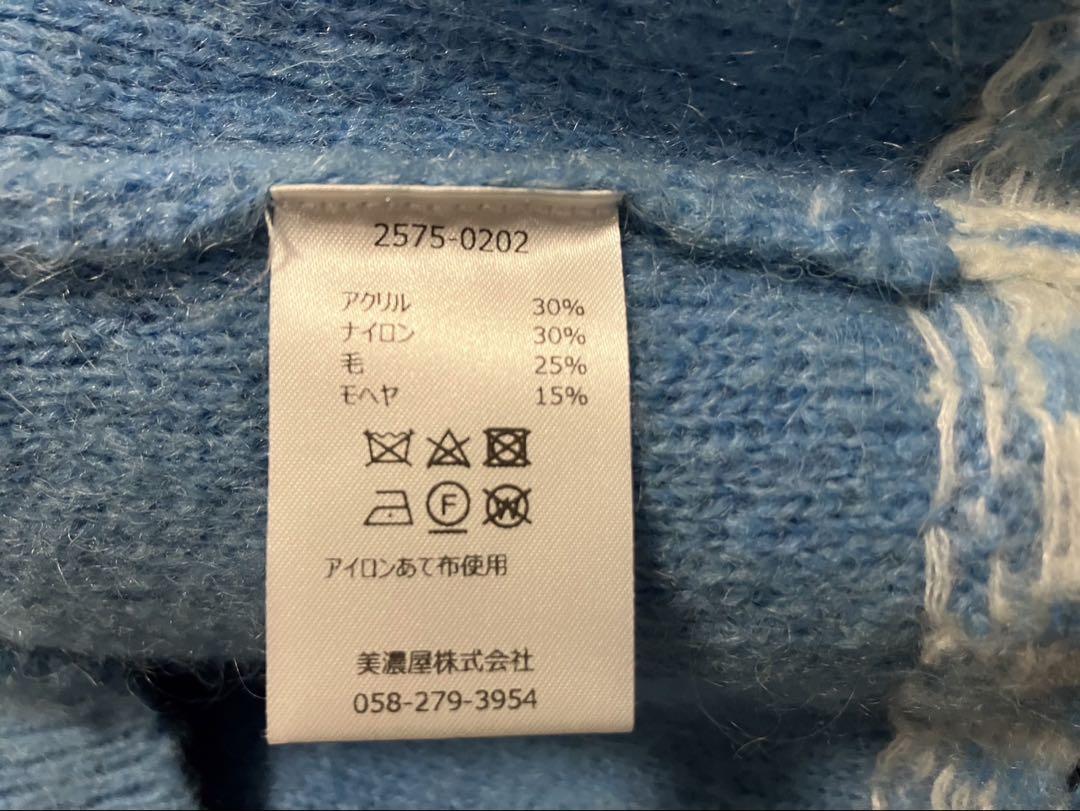 2575-0202
アクリル 30%
ナイロン 30%
毛 25%
モヘヤ 15%
F W
アイロンあて布使用
美濃屋株式会社
058-279-3954